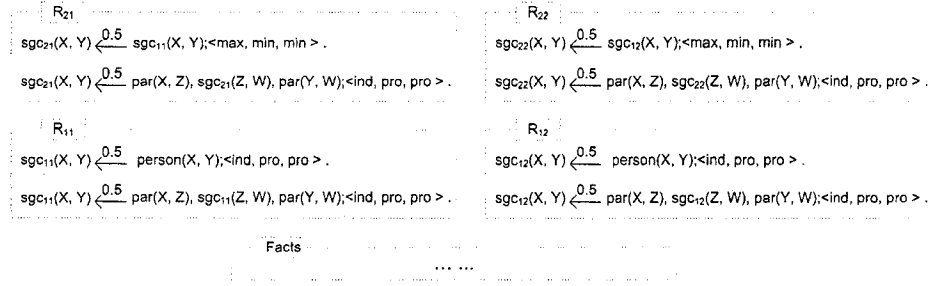 R21 R22
sgc21(X, Y) ⟵0.5 sgc11(X, Y);<max, min, min > . sgc22(X, Y) ⟵0.5 sgc12(X, Y);<max, min, min > .
sgc21(X, Y) ⟵0.5 par(X, Z), sgc21(Z, W), par(Y, W);<ind, pro, pro > . sgc22(X, Y) ⟵0.5 par(X, Z), sgc22(Z, W), par(Y, W);<ind, pro, pro > .
R11 R12
sgc11(X, Y) ⟵0.5 person(X, Y);<ind, pro, pro > . sgc12(X, Y) ⟵0.5 person(X, Y);<ind, pro, pro > .
sgc11(X, Y) ⟵0.5 par(X, Z), sgc11(Z, W), par(Y, W);<ind, pro, pro > . sgc12(X, Y) ⟵0.5 par(X, Z), sgc12(Z, W), par(Y, W);<ind, pro, pro > .
Facts
... ...